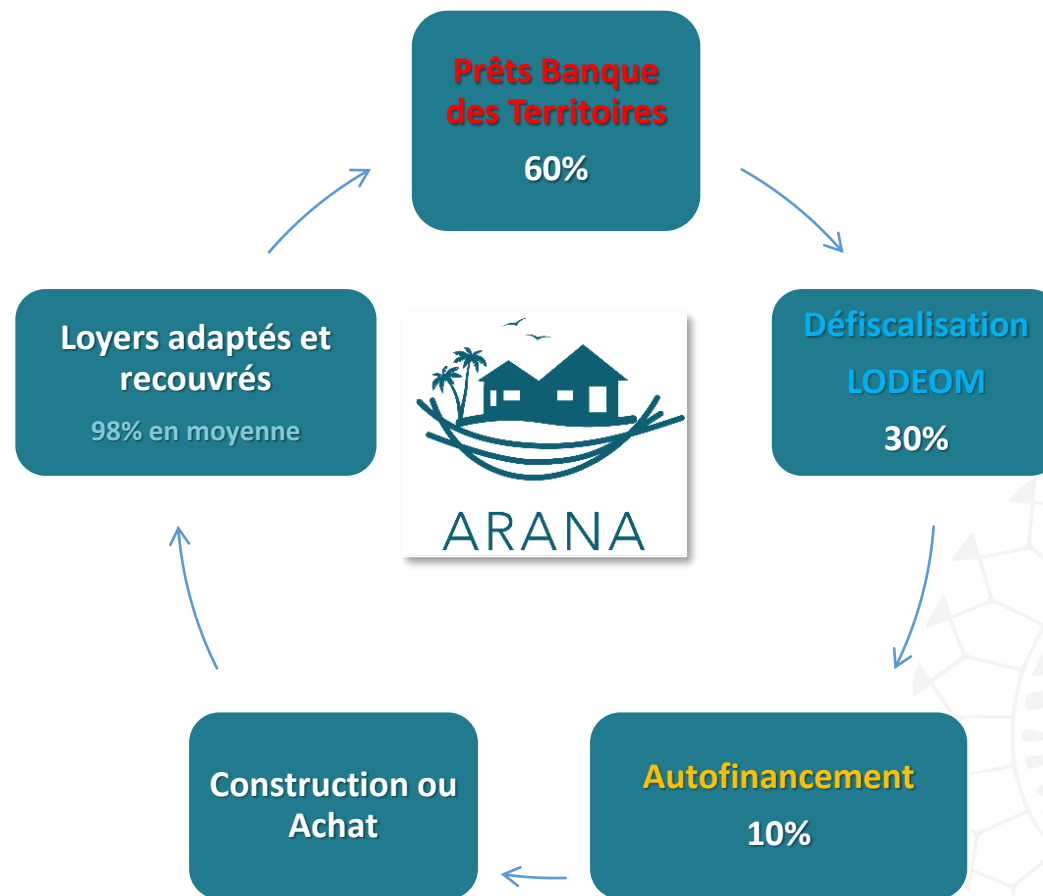 Prêts Banque
des Territoires
60%
Défiscalisation
LODEOM
30%
Autofinancement
10%
Construction ou
Achat
Loyers adaptés et
recouvrés
98% en moyenne
ARANA